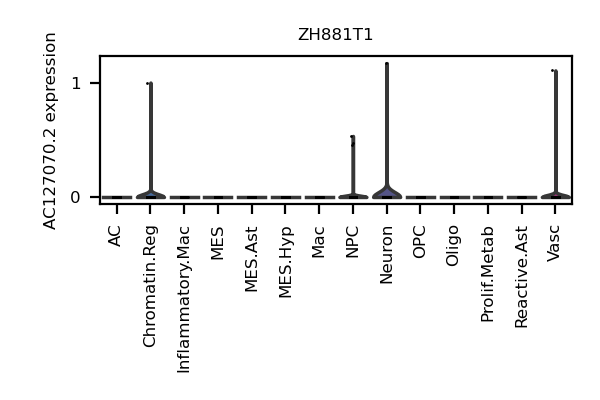 ZH881T1
AC127070.2 expression
1
0
AC
Chromatin.Reg
Inflammatory.Mac
MES
MES.Ast
MES.Hyp
Mac
NPC
Neuron
OPC
Oligo
Prolif.Metab
Reactive.Ast
Vasc